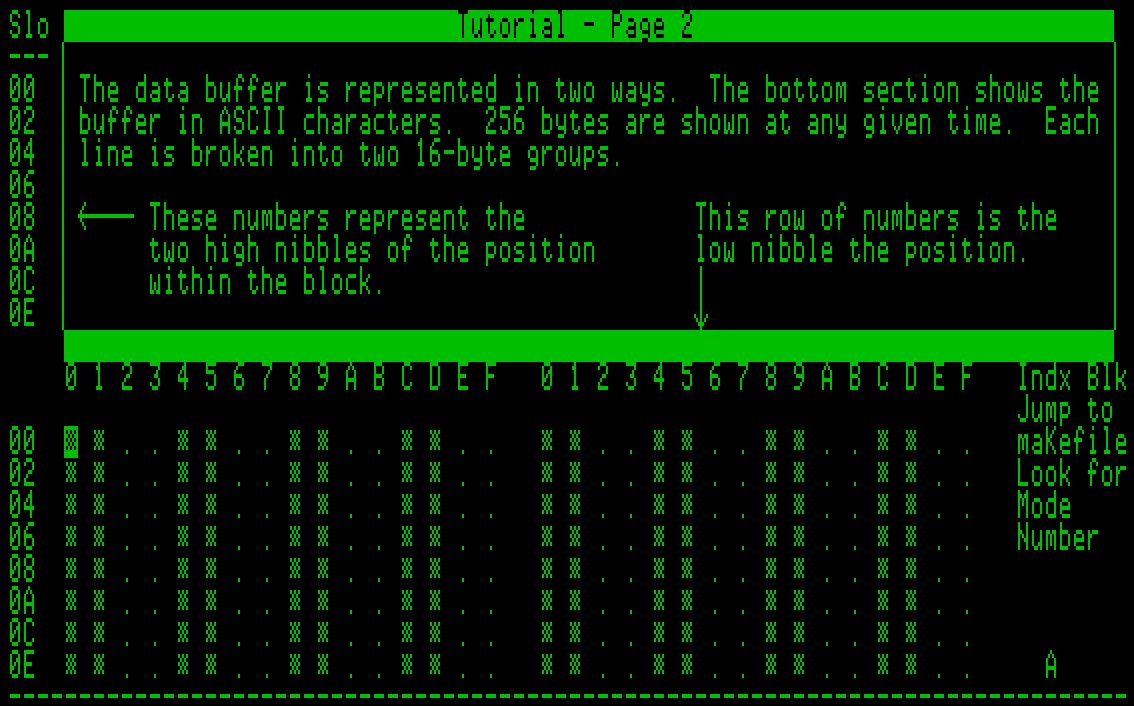 Slo Tutorial - Page 2
---
00 The data buffer is represented in two ways.  The bottom section shows the
02 buffer in ASCII characters.  256 bytes are shown at any given time.  Each
04 line is broken into two 16-byte groups.
06
08 ← These numbers represent the This row of numbers is the
0A two high nibbles of the position low nibble the position.
0C within the block.
0E
0 1 2 3 4 5 6 7 8 9 A B C D E F 0 1 2 3 4 5 6 7 8 9 A B C D E F Indx Blk
Jump to
00 ▒ ▒ . . ▒ ▒ . . ▒ ▒ . . ▒ ▒ . . ▒ ▒ . . ▒ ▒ . . ▒ ▒ . . ▒ ▒ . . maKefile
02 ▒ ▒ . . ▒ ▒ . . ▒ ▒ . . ▒ ▒ . . ▒ ▒ . . ▒ ▒ . . ▒ ▒ . . ▒ ▒ . . Look for
04 ▒ ▒ . . ▒ ▒ . . ▒ ▒ . . ▒ ▒ . . ▒ ▒ . . ▒ ▒ . . ▒ ▒ . . ▒ ▒ . . Mode
06 ▒ ▒ . . ▒ ▒ . . ▒ ▒ . . ▒ ▒ . . ▒ ▒ . . ▒ ▒ . . ▒ ▒ . . ▒ ▒ . . Number
08 ▒ ▒ . . ▒ ▒ . . ▒ ▒ . . ▒ ▒ . . ▒ ▒ . . ▒ ▒ . . ▒ ▒ . . ▒ ▒ . .
0A ▒ ▒ . . ▒ ▒ . . ▒ ▒ . . ▒ ▒ . . ▒ ▒ . . ▒ ▒ . . ▒ ▒ . . ▒ ▒ . .
0C ▒ ▒ . . ▒ ▒ . . ▒ ▒ . . ▒ ▒ . . ▒ ▒ . . ▒ ▒ . . ▒ ▒ . . ▒ ▒ . .
0E ▒ ▒ . . ▒ ▒ . . ▒ ▒ . . ▒ ▒ . . ▒ ▒ . . ▒ ▒ . . ▒ ▒ . . ▒ ▒ . . A